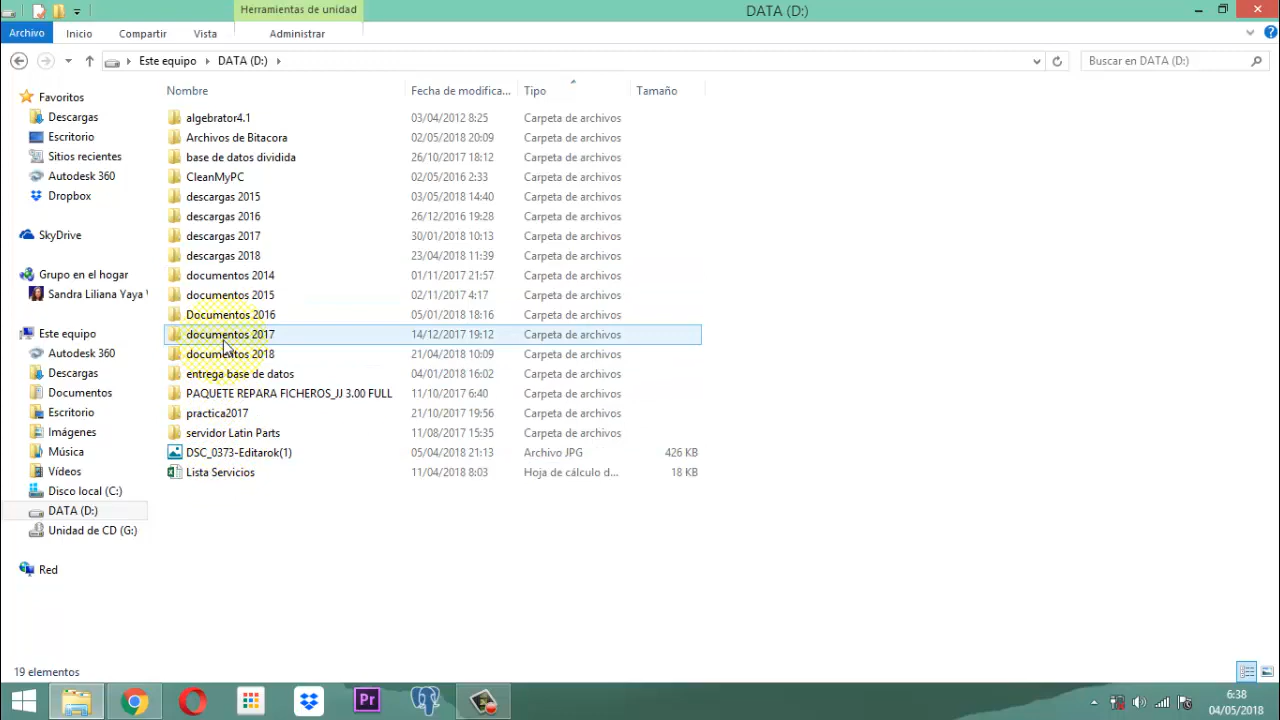 Herramientas de unidad
DATA (D:)
Archivo Inicio Compartir Vista Administrar
Este equipo DATA (D:) Buscar en DATA (D:)
Nombre Fecha de modifica... Tipo Tamaño
Favoritos
Descargas
Escritorio
Sitios recientes
Autodesk 360
Dropbox
SkyDrive
Grupo en el hogar
Sandra Liliana Yaya
Este equipo
Autodesk 360
Descargas
Documentos
Escritorio
Imágenes
Música
Vídeos
Disco local (C:)
DATA (D:)
Unidad de CD (G:)
Red
algebrator4.1 03/04/2012 8:25 Carpeta de archivos
Archivos de Bitacora 02/05/2018 20:09 Carpeta de archivos
base de datos dividida 26/10/2017 18:12 Carpeta de archivos
CleanMyPC 02/05/2016 2:33 Carpeta de archivos
descargas 2015 03/05/2018 14:40 Carpeta de archivos
descargas 2016 26/12/2016 19:28 Carpeta de archivos
descargas 2017 30/01/2018 10:13 Carpeta de archivos
descargas 2018 23/04/2018 11:39 Carpeta de archivos
documentos 2014 01/11/2017 21:57 Carpeta de archivos
documentos 2015 02/11/2017 4:17 Carpeta de archivos
Documentos 2016 05/01/2018 18:16 Carpeta de archivos
documentos 2017 14/12/2017 19:12 Carpeta de archivos
documentos 2018 21/04/2018 10:09 Carpeta de archivos
entrega base de datos 04/01/2018 16:02 Carpeta de archivos
PAQUETE REPARA FICHEROS_JJ 3.00 FULL 11/10/2017 6:40 Carpeta de archivos
practica2017 21/10/2017 19:56 Carpeta de archivos
servidor Latin Parts 11/08/2017 15:35 Carpeta de archivos
DSC_0373-Editarok(1) 05/04/2018 21:13 Archivo JPG 426 KB
Lista Servicios 11/04/2018 8:03 Hoja de cálculo d... 18 KB
19 elementos
Pr
6:38
04/05/2018